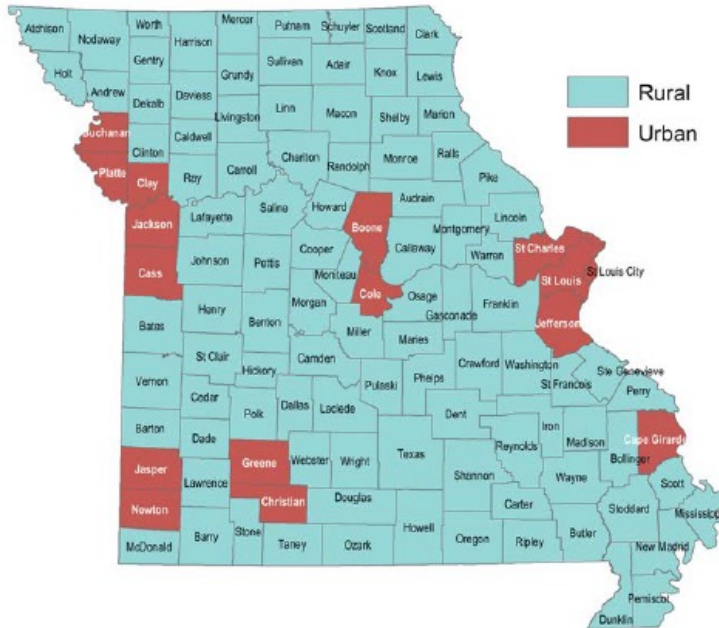 Atchison
Nodaway
Worth
Harrison
Mercer
Putnam
Schuyler
Scotland
Clark
Gentry
Sullivan
Adair
Knox
Lewis
Holt
Andrew
Dekalb
Daviess
Grundy
Livingston
Linn
Macon
Shelby
Marion
Rural
Urban
Buchanan
Clinton
Caldwell
Chariton
Randolph
Monroe
Ralls
Platte
Clay
Ray
Carroll
Pike
Audrain
Jackson
Lafayette
Saline
Howard
Boone
Callaway
Montgomery
Lincoln
Warren
St Charles
Cass
Johnson
Pettis
Cooper
Moniteau
Cole
Osage
Gasconade
Franklin
St Louis
St Louis City
Jefferson
Henry
Benton
Morgan
Miller
Maries
Bates
St Clair
Hickory
Camden
Pulaski
Phelps
Crawford
Washington
St Francois
Ste Genevieve
Perry
Vernon
Cedar
Polk
Dallas
Laclede
Dent
Iron
Madison
Reynolds
Bollinger
Cape Girarde
Barton
Dade
Jasper
Greene
Webster
Wright
Texas
Shannon
Wayne
Scott
Lawrence
Christian
Douglas
Carter
Stoddard
Mississipp
Newton
McDonald
Barry
Stone
Taney
Ozark
Howell
Oregon
Ripley
Butler
New Madrid
Pemiscot
Dunklin